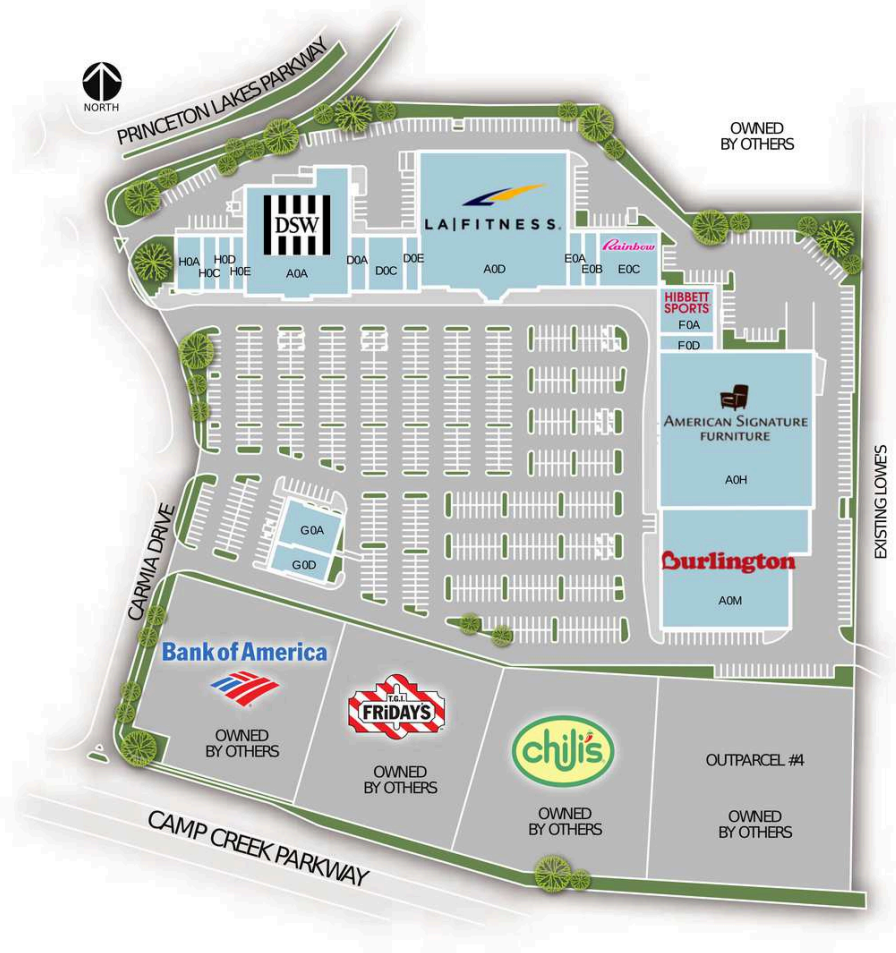 PRINCETON LAKES PARKWAY
NORTH
OWNED
BY OTHERS
DSW
LA|FITNESS.
Rainbow
H0A
H0C
H0D
H0E
A0A
D0A
D0C
D0E
A0D
E0A
E0B
E0C
HIBBETT
SPORTS
F0A
F0D
AMERICAN SIGNATURE
FURNITURE
A0H
EXISTING LOWE'S
G0A
G0D
CARMIA DRIVE
Burlington
A0M
Bank of America
OWNED
BY OTHERS
T.G.I.
FRiDAY'S
OWNED
BY OTHERS
chili's
OWNED
BY OTHERS
OUTPARCEL #4
OWNED
BY OTHERS
CAMP CREEK PARKWAY